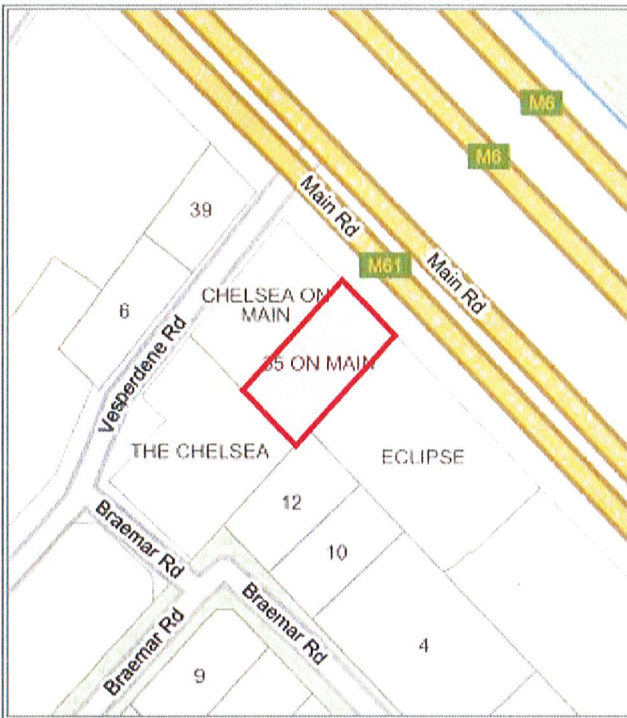 M6
M6
39
Main Rd
M61
Main Rd
CHELSEA ON
MAIN
6
Vesperdene Rd
35 ON MAIN
THE CHELSEA
ECLIPSE
12
10
Braemar Rd
Braemar Rd
Braemar Rd
4
9